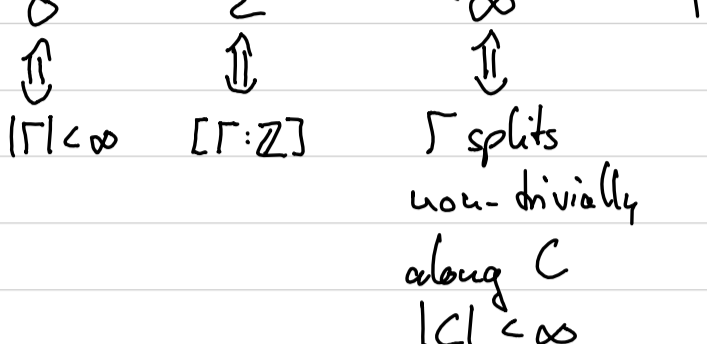 0 2 ∞
⇕ ⇕ ⇕
|Γ| < ∞ [Γ:ℤ] Γ splits
non-trivially
along C
|C| < ∞